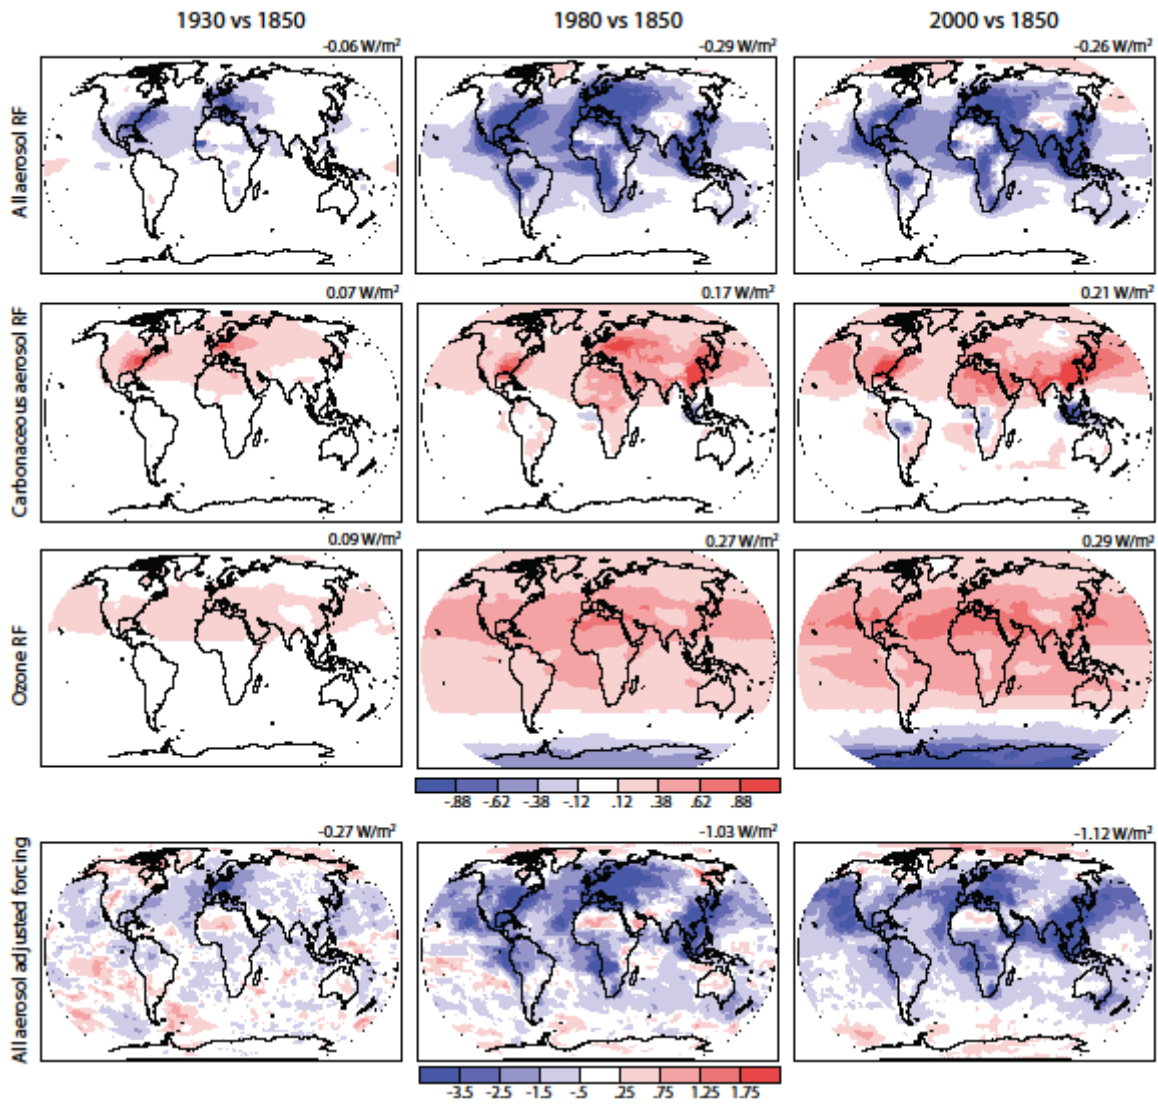 1930 vs 1850 1980 vs 1850 2000 vs 1850
-0.06 W/m² -0.29 W/m² -0.26 W/m²
All aerosol RF
0.07 W/m² 0.17 W/m² 0.21 W/m²
Carbonaceous aerosol RF
0.09 W/m² 0.27 W/m² 0.29 W/m²
Ozone RF
-.88 -.62 -.38 -.12 .12 .38 .62 .88
-0.27 W/m² -1.03 W/m² -1.12 W/m²
All aerosol adjusted forcing
-3.5 -2.5 -1.5 -.5 .25 .75 1.25 1.75